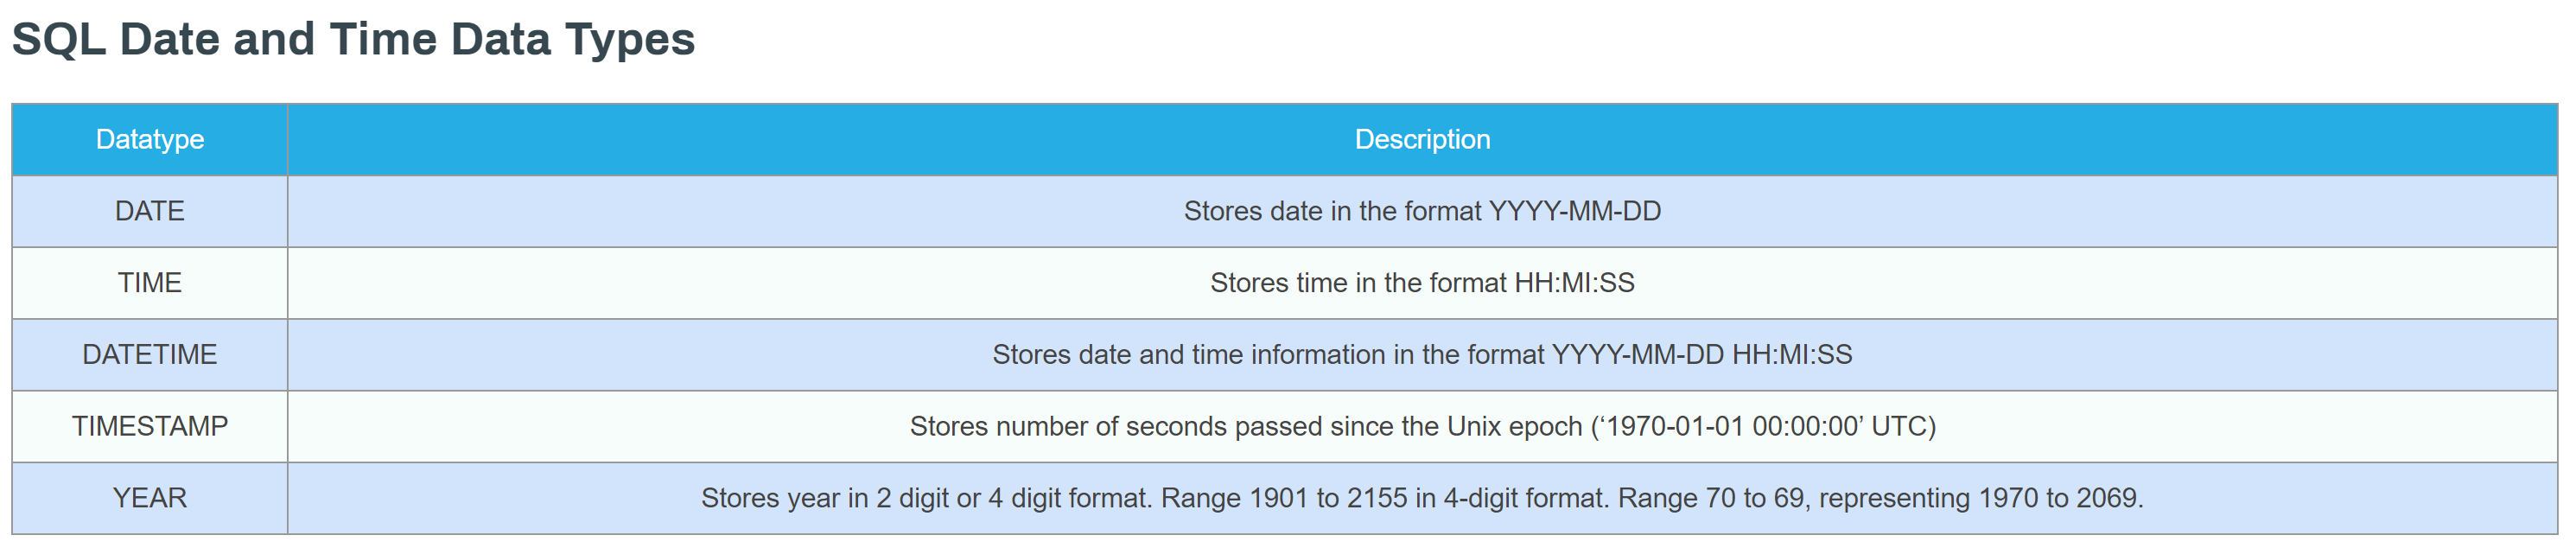 SQL Date and Time Data Types
Datatype Description
DATE Stores date in the format YYYY-MM-DD
TIME Stores time in the format HH:MI:SS
DATETIME Stores date and time information in the format YYYY-MM-DD HH:MI:SS
TIMESTAMP Stores number of seconds passed since the Unix epoch (‘1970-01-01 00:00:00’ UTC)
YEAR Stores year in 2 digit or 4 digit format. Range 1901 to 2155 in 4-digit format. Range 70 to 69, representing 1970 to 2069.